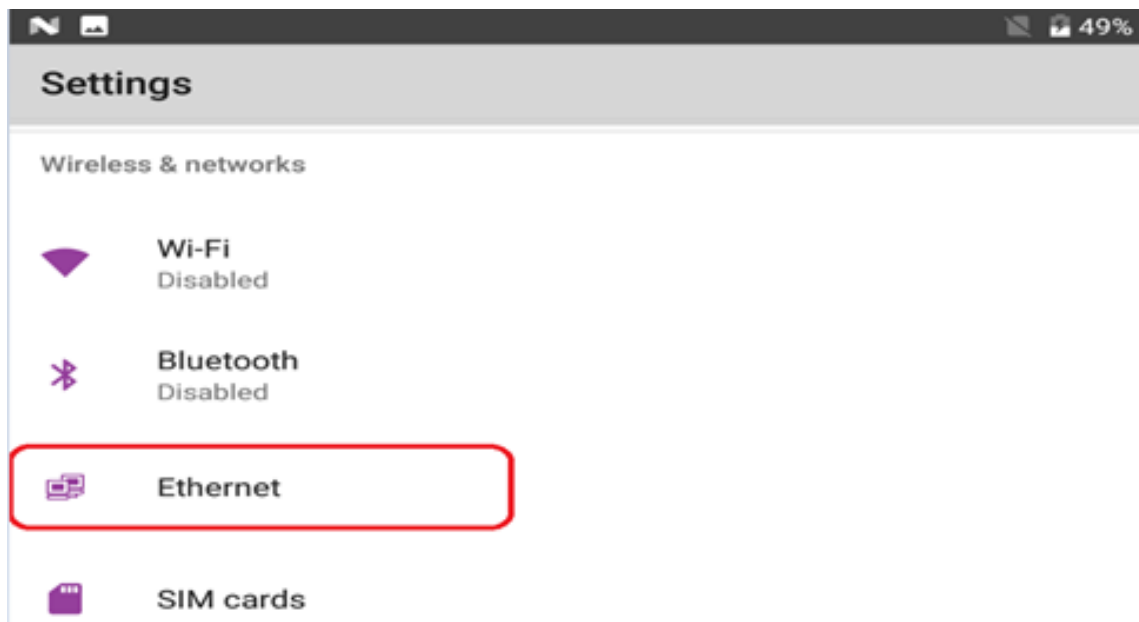 49%
Settings
Wireless & networks
Wi-Fi
Disabled
Bluetooth
Disabled
Ethernet
SIM cards